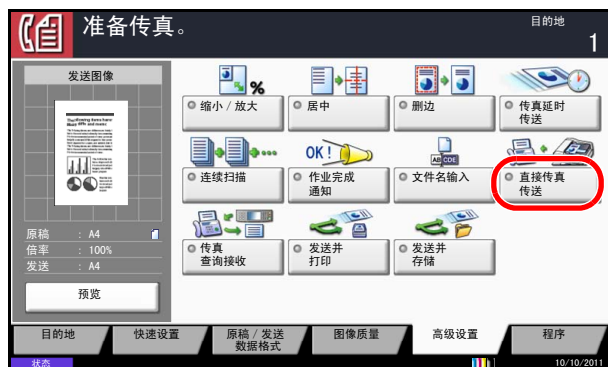 准备传真。
目的地
1
发送图像
原稿 : A4
倍率 : 100%
发送 : A4
预览
%
缩小 / 放大
居中
删边
传真延时
传送
连续扫描
OK!
作业完成
通知
ABC CDE
文件名输入
直接传真
传送
传真
查询接收
发送并
打印
发送并
存储
目的地
快速设置
原稿 / 发送
数据格式
图像质量
高级设置
程序
状态
10/10/2011